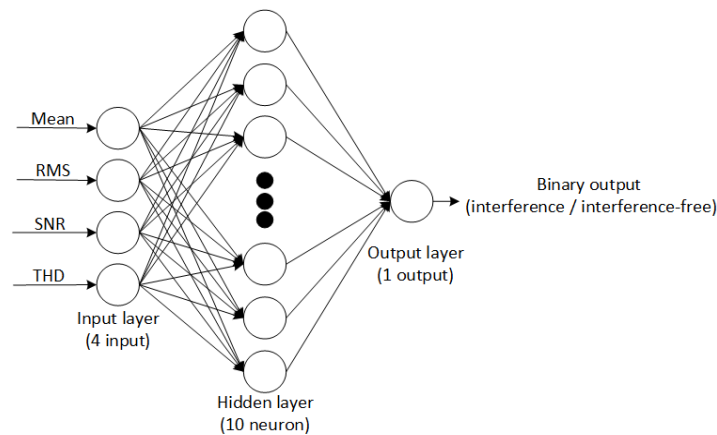 Mean
RMS
SNR
THD
Input layer
(4 input)
Hidden layer
(10 neuron)
Output layer
(1 output)
Binary output
(interference / interference-free)